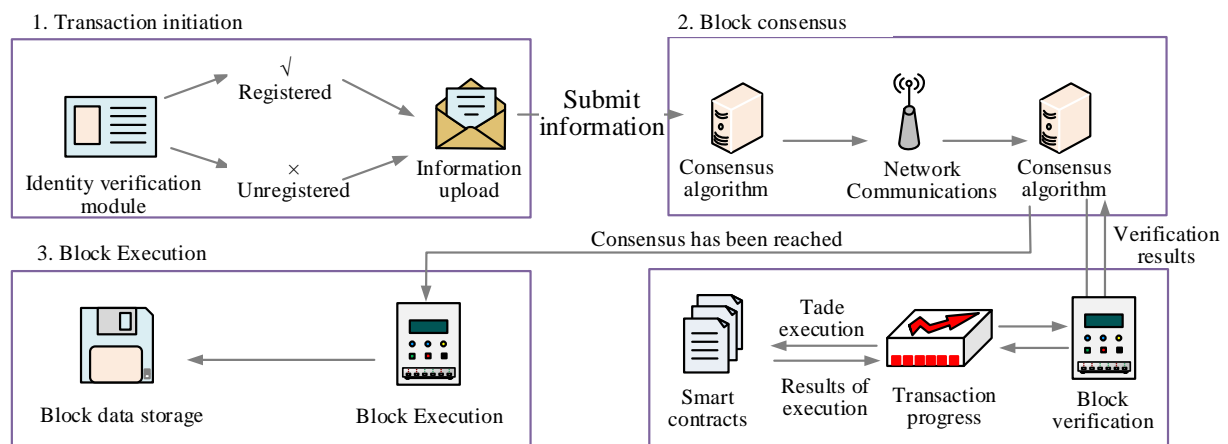 1. Transaction initiation
√
Registered
×
Unregistered
Identity verification
module
Information
upload
Submit
information
2. Block consensus
Consensus
algorithm
Network
Communications
Consensus
algorithm
Consensus has been reached
Verification
results
3. Block Execution
Block data storage
Block Execution
Smart
contracts
Tade
execution
Results of
execution
Transaction
progress
Block
verification